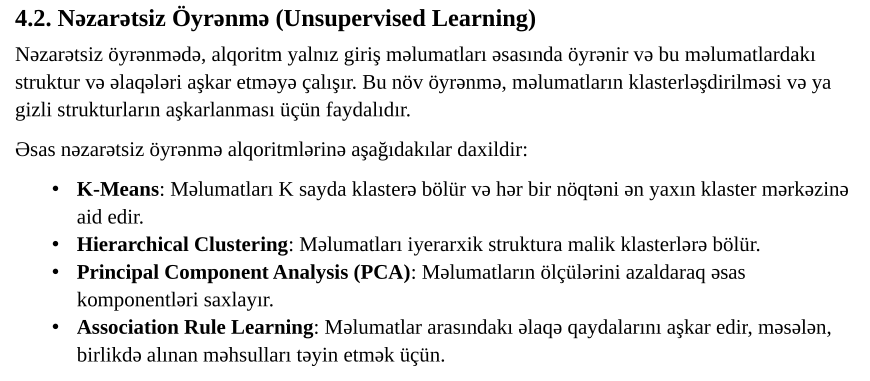 4.2. Nəzarətsiz Öyrənmə (Unsupervised Learning)
Nəzarətsiz öyrənmədə, alqoritm yalnız giriş məlumatları əsasında öyrənir və bu məlumatlardakı
struktur və əlaqələri aşkar etməyə çalışır. Bu növ öyrənmə, məlumatların klasterləşdirilməsi və ya
gizli strukturların aşkarlanması üçün faydalıdır.
Əsas nəzarətsiz öyrənmə alqoritmlərinə aşağıdakılar daxildir:
• K-Means: Məlumatları K sayda klasterə bölür və hər bir nöqtəni ən yaxın klaster mərkəzinə
aid edir.
• Hierarchical Clustering: Məlumatları iyerarxik struktura malik klasterlərə bölür.
• Principal Component Analysis (PCA): Məlumatların ölçülərini azaldaraq əsas
komponentləri saxlayır.
• Association Rule Learning: Məlumatlar arasındakı əlaqə qaydalarını aşkar edir, məsələn,
birlikdə alınan məhsulları təyin etmək üçün.